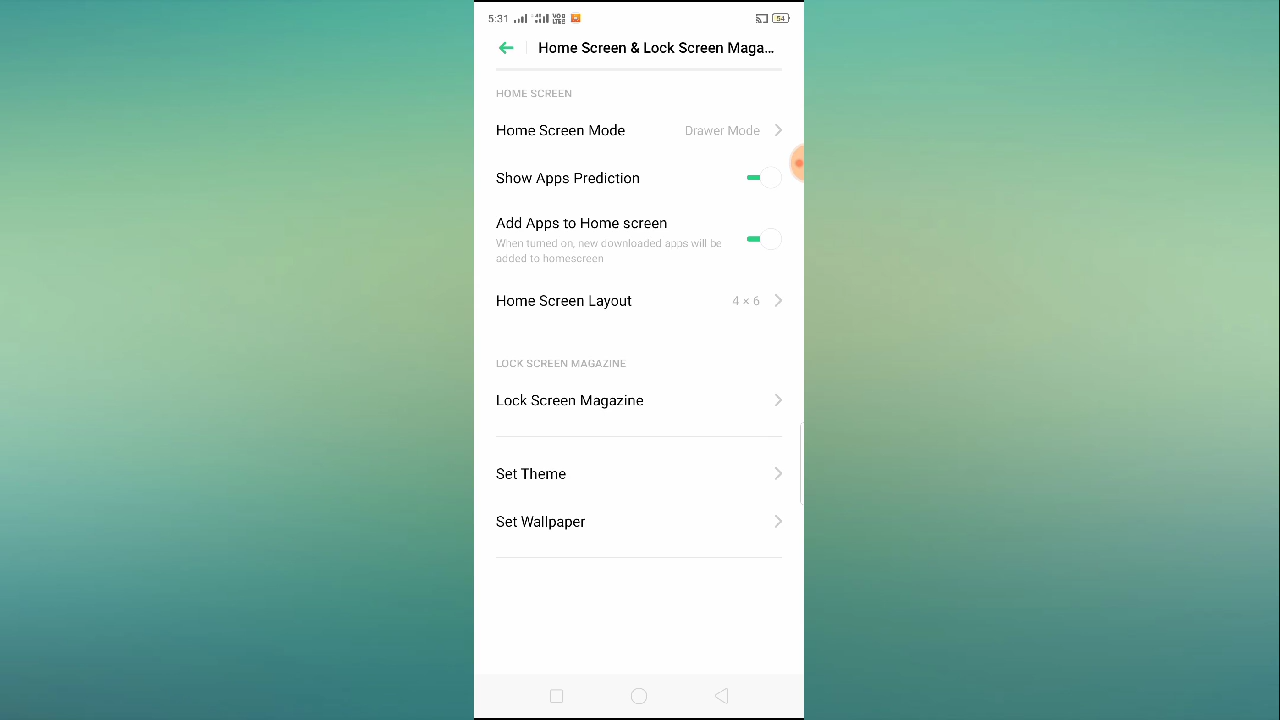 5:31 54
Home Screen & Lock Screen Maga...
HOME SCREEN
Home Screen Mode Drawer Mode
Show Apps Prediction
Add Apps to Home screen
When turned on, new downloaded apps will be
added to homescreen
Home Screen Layout 4 × 6
LOCK SCREEN MAGAZINE
Lock Screen Magazine
Set Theme
Set Wallpaper